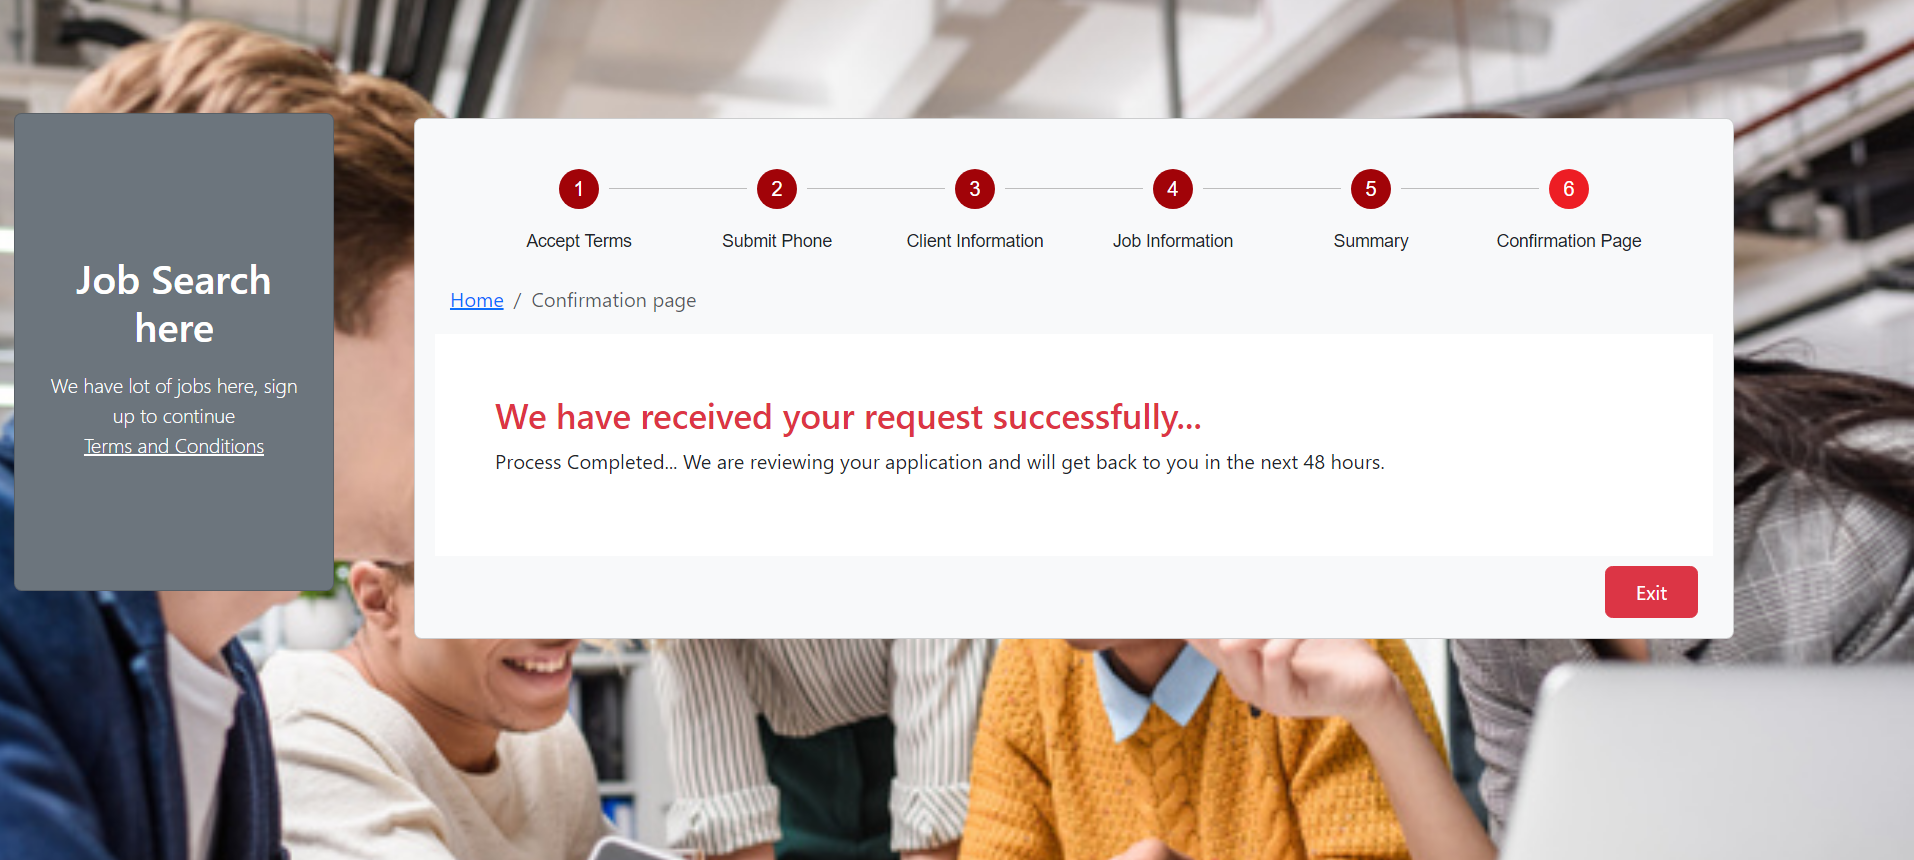 Job Search
here
We have lot of jobs here, sign
up to continue
Terms and Conditions
1 2 3 4 5 6
Accept Terms Submit Phone Client Information Job Information Summary Confirmation Page
Home / Confirmation page
We have received your request successfully...
Process Completed... We are reviewing your application and will get back to you in the next 48 hours.
Exit